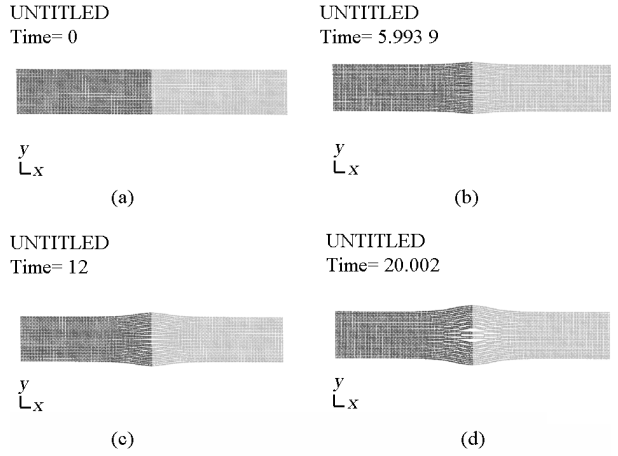 UNTITLED
Time= 0
y
x
(a)
UNTITLED
Time= 5.993 9
y
x
(b)
UNTITLED
Time= 12
y
x
(c)
UNTITLED
Time= 20.002
y
x
(d)